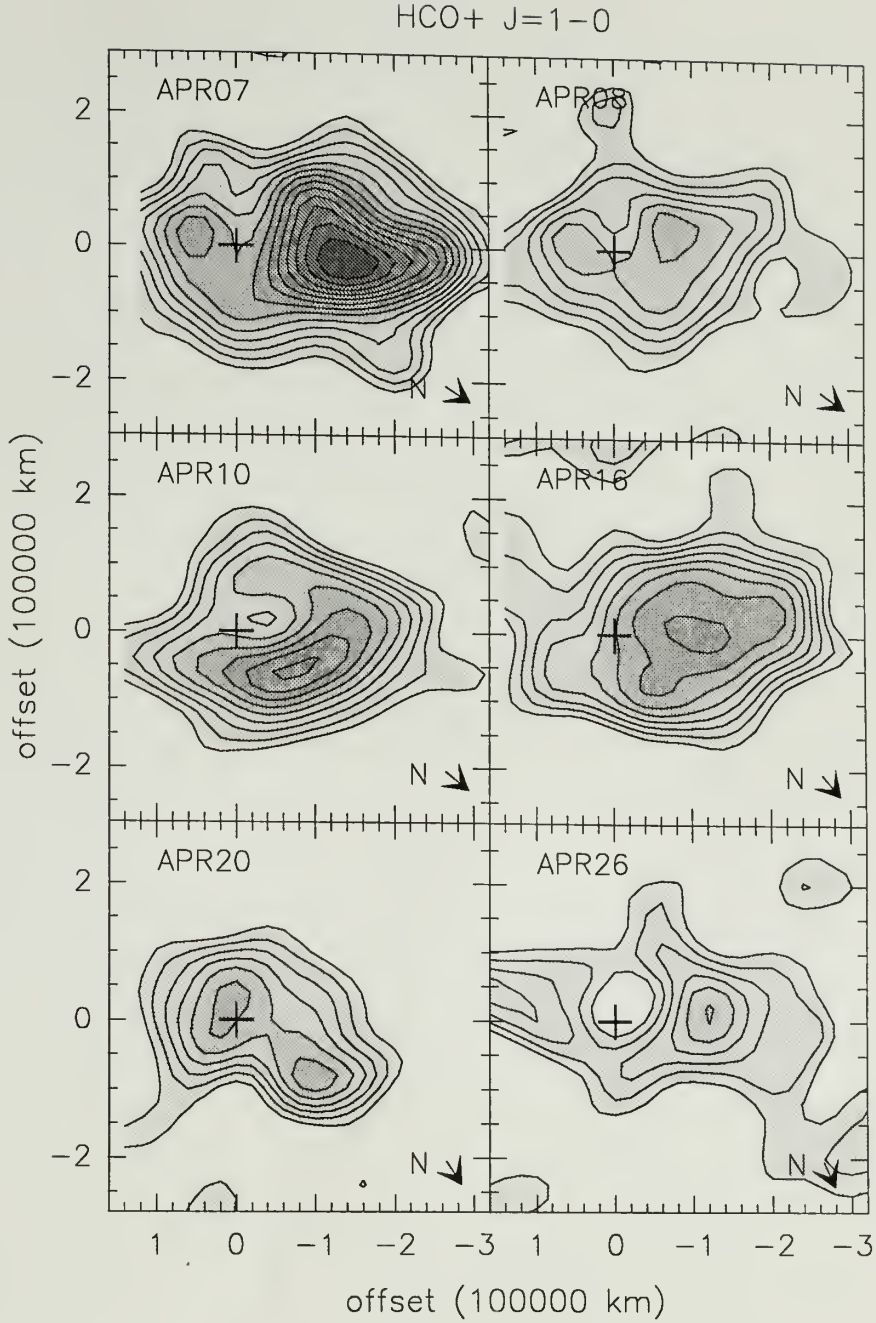 HCO+ J=1-0
APR07
APR08
2
0
-2
N
N
APR10
APR16
2
0
-2
N
N
APR20
APR26
2
0
-2
N
N
1 0 -1 -2 -3
1 0 -1 -2 -3
offset (100000 km)
offset (100000 km)